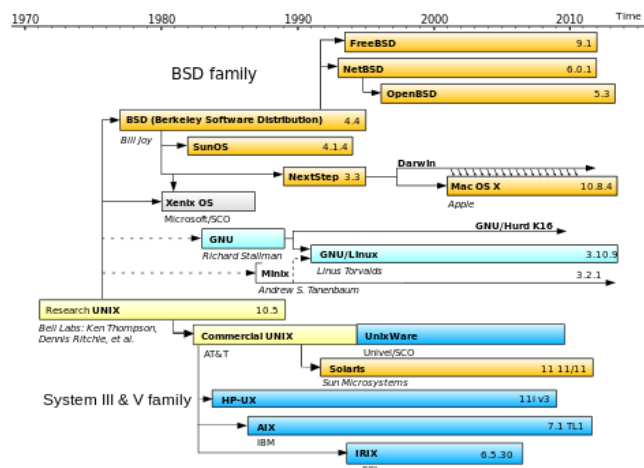 1970 1980 1990 2000 2010 Time
FreeBSD 9.1
BSD family
NetBSD 6.0.1
OpenBSD 5.3
BSD (Berkeley Software Distribution) 4.4
Bill Joy
SunOS 4.1.4
Darwin
NextStep 3.3
Mac OS X 10.8.4
Apple
Xenix OS
Microsoft/SCO
GNU/Hurd K16
GNU
Richard Stallman
GNU/Linux 3.10.9
Linus Torvalds
Minix 3.2.1
Andrew S. Tanenbaum
Research UNIX 10.5
Bell Labs: Ken Thompson,
Dennis Ritchie, et al.
Commercial UNIX
UnixWare
AT&T
Univel/SCO
Solaris 11 11/11
Sun Microsystems
System III & V family
HP-UX 11i v3
AIX 7.1 TL1
IBM
IRIX 6.5.30